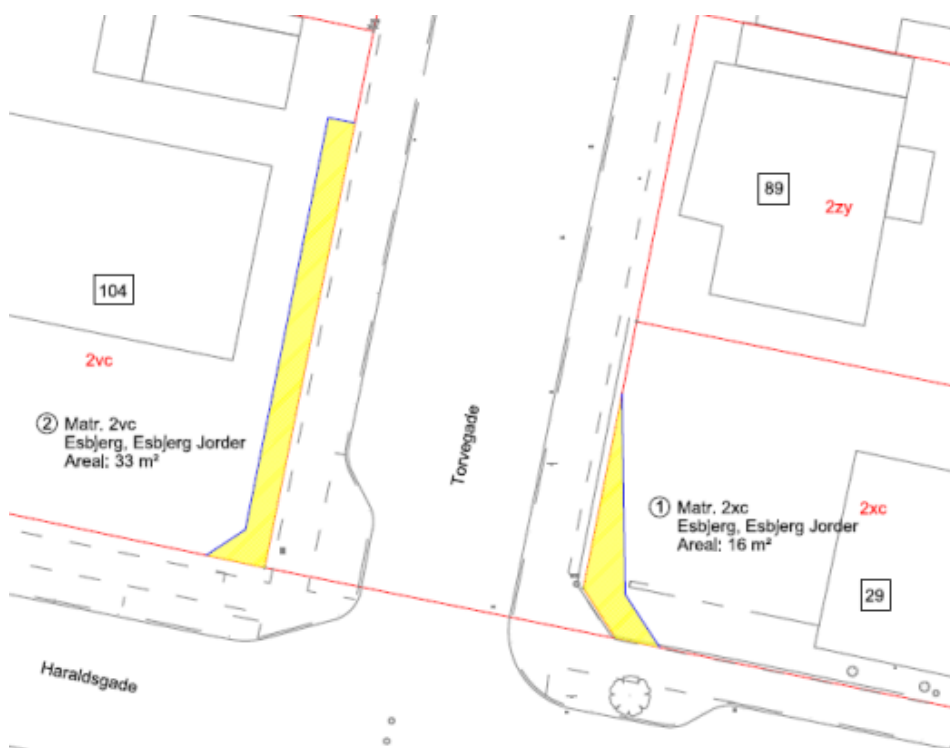 89
2zy
104
2vc
② Matr. 2vc
Esbjerg, Esbjerg Jorder
Areal: 33 m²
Torvegade
① Matr. 2xc
Esbjerg, Esbjerg Jorder
Areal: 16 m²
2xc
29
Haraldsgade